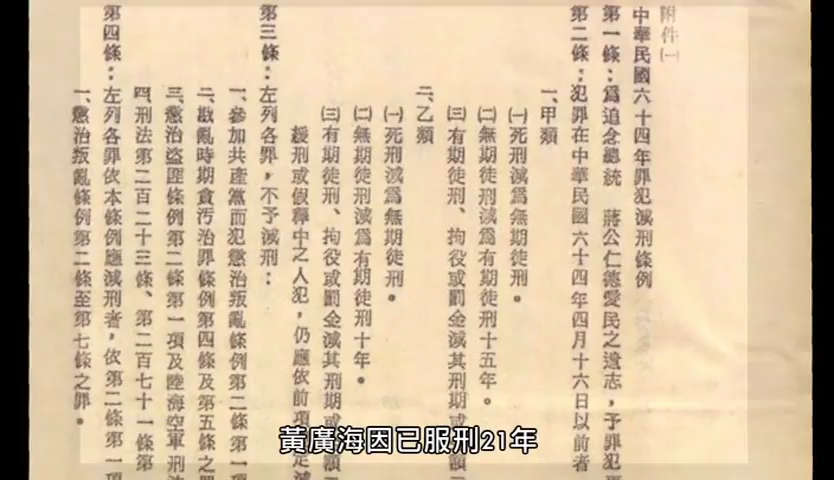 附件㈠
中華民國六十四年罪犯減刑條例
第一條：爲追念總統　蔣公仁德愛民之遺志，予罪犯
第二條：犯罪在中華民國六十四年四月十六日以前者
一、甲類
㈠死刑減爲無期徒刑。
㈡無期徒刑減爲有期徒刑十五年。
㈢有期徒刑、拘役或罰金減其刑期或
二、乙類
㈠死刑減爲無期徒刑。
㈡無期徒刑減爲有期徒刑十年。
㈢有期徒刑、拘役或罰金減其刑期或
緩刑或假釋中之人犯，仍應依前項
第三條：左列各罪，不予減刑：
一、參加共產黨而犯懲治叛亂條例第二條第一項
二、戡亂時期貪汚治罪條例第四條及第五條之罪
三、懲治盜匪條例第二條第一項及陸海空軍刑法
四、刑法第二百二十三條、第二百七十一條第
第四條：左列各罪依本條例應減刑者，依第二條第一項
一、懲治叛亂條例第二條至第七條之罪。
黃廣海因已服刑21年